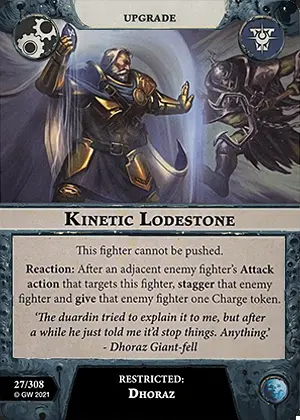 UPGRADE
KINETIC LODESTONE
This fighter cannot be pushed.
Reaction: After an adjacent enemy fighter's Attack
action that targets this fighter, stagger that enemy
fighter and give that enemy fighter one Charge token.
'The duardin tried to explain it to me, but after
a while he just told me it'd stop things. Anything.'
- Dhoraz Giant-fell
27/308
© GW 2021
RESTRICTED:
DHORAZ